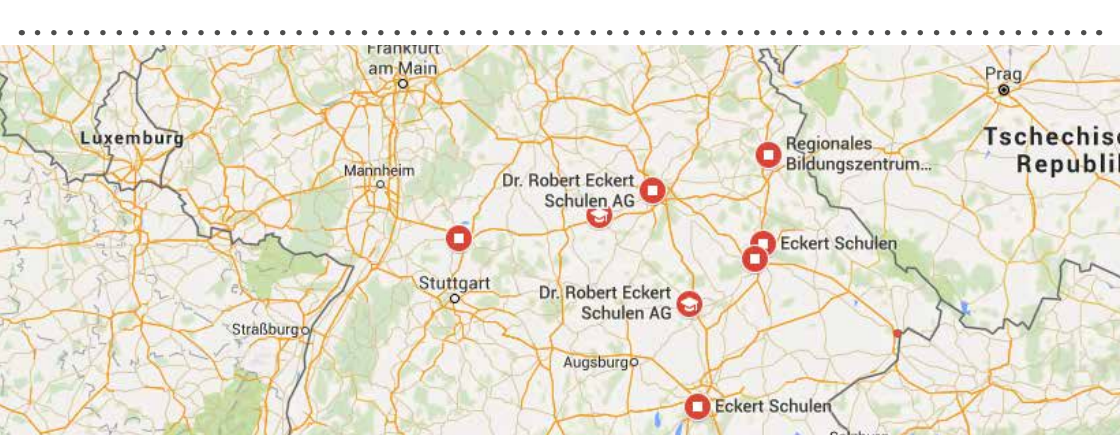 Frankfurt
am Main
Prag
Luxemburg
Tschechisc
Republi
Regionales
Bildungszentrum...
Mannheim
Dr. Robert Eckert
Schulen AG
Eckert Schulen
Stuttgart
Dr. Robert Eckert
Schulen AG
Straßburg
Augsburg
Eckert Schulen